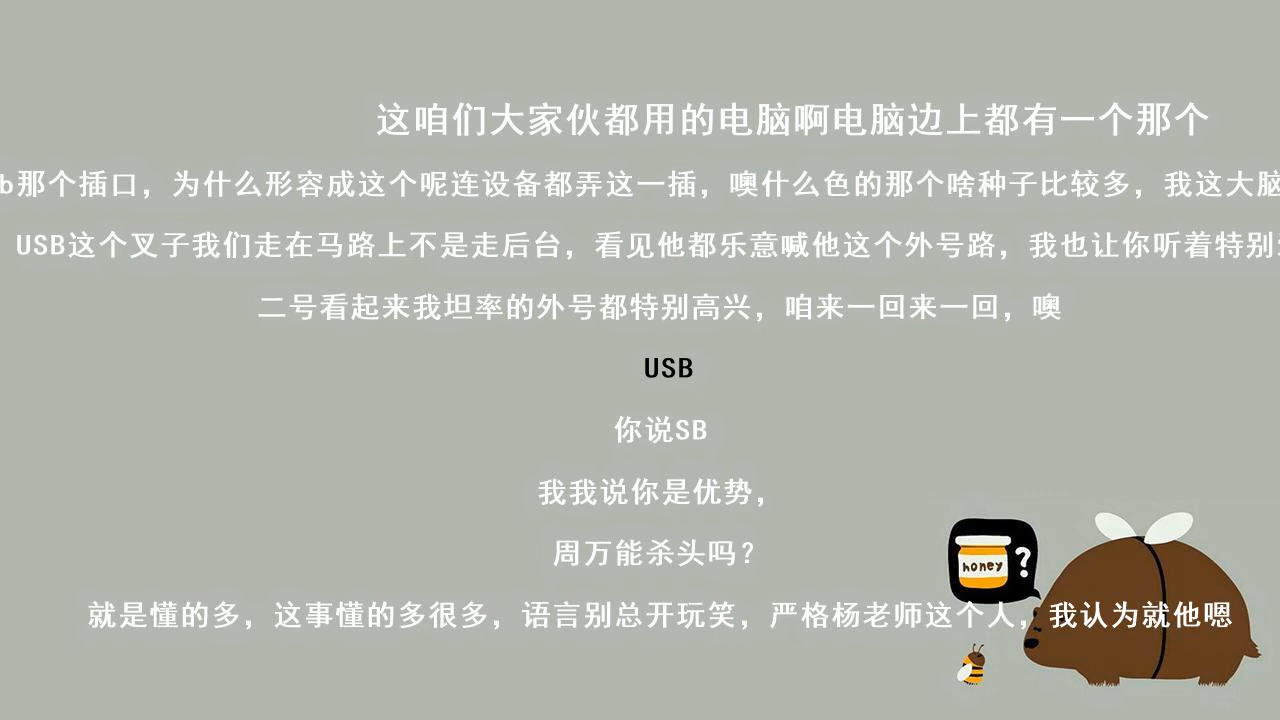 这咱们大家伙都用的电脑啊电脑边上都有一个那个
b那个插口，为什么形容成这个呢连设备都弄这一插，噢什么色的那个啥种子比较多，我这大脑
USB这个叉子我们走在马路上不是走后台，看见他都乐意喊他这个外号路，我也让你听着特别
二号看起来我坦率的外号都特别高兴，咱来一回来一回，噢
USB
你说SB
我我说你是优势，
周万能杀头吗？
就是懂的多，这事懂的多很多，语言别总开玩笑，严格杨老师这个人，我认为就他嗯
honey
?